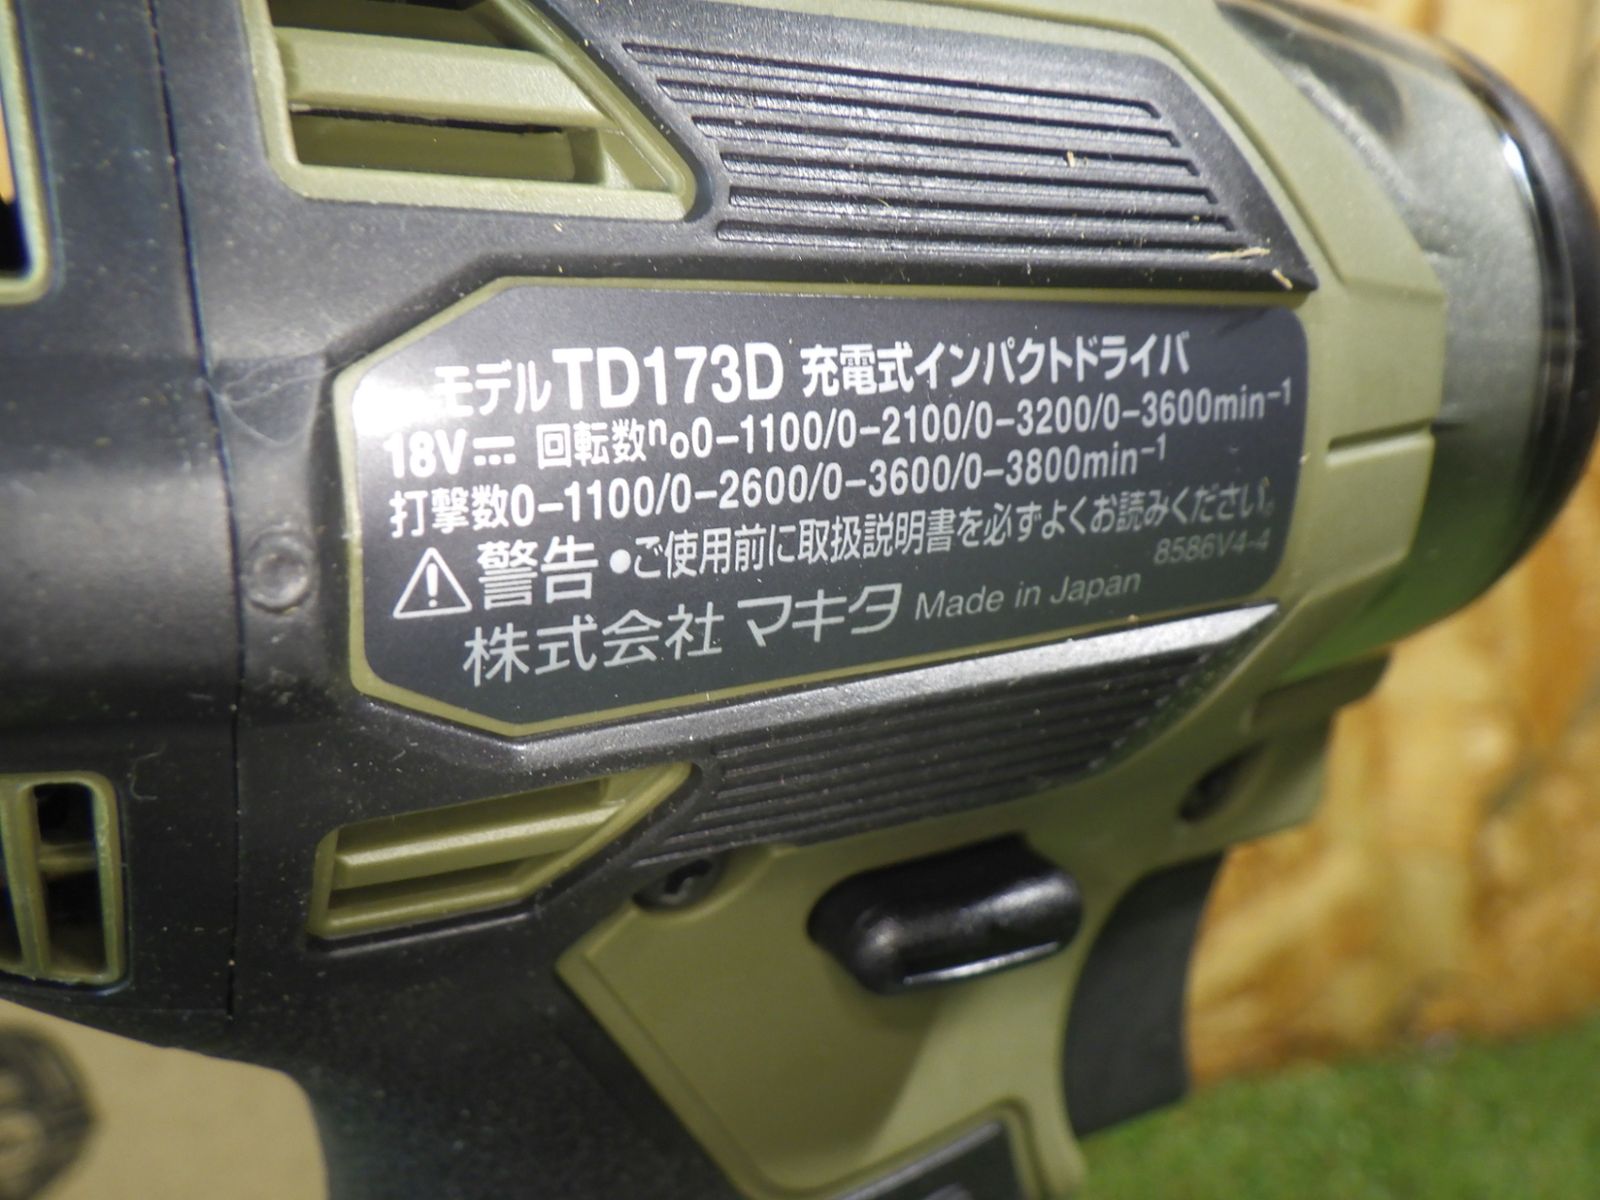 モデルTD173D 充電式インパクトドライバ
18V⎓ 回転数n₀0-1100/0-2100/0-3200/0-3600min⁻¹
打撃数0-1100/0-2600/0-3600/0-3800min⁻¹
⚠警告 •ご使用前に取扱説明書を必ずよくお読みください。
8586V4-4
株式会社マキタ Made in Japan